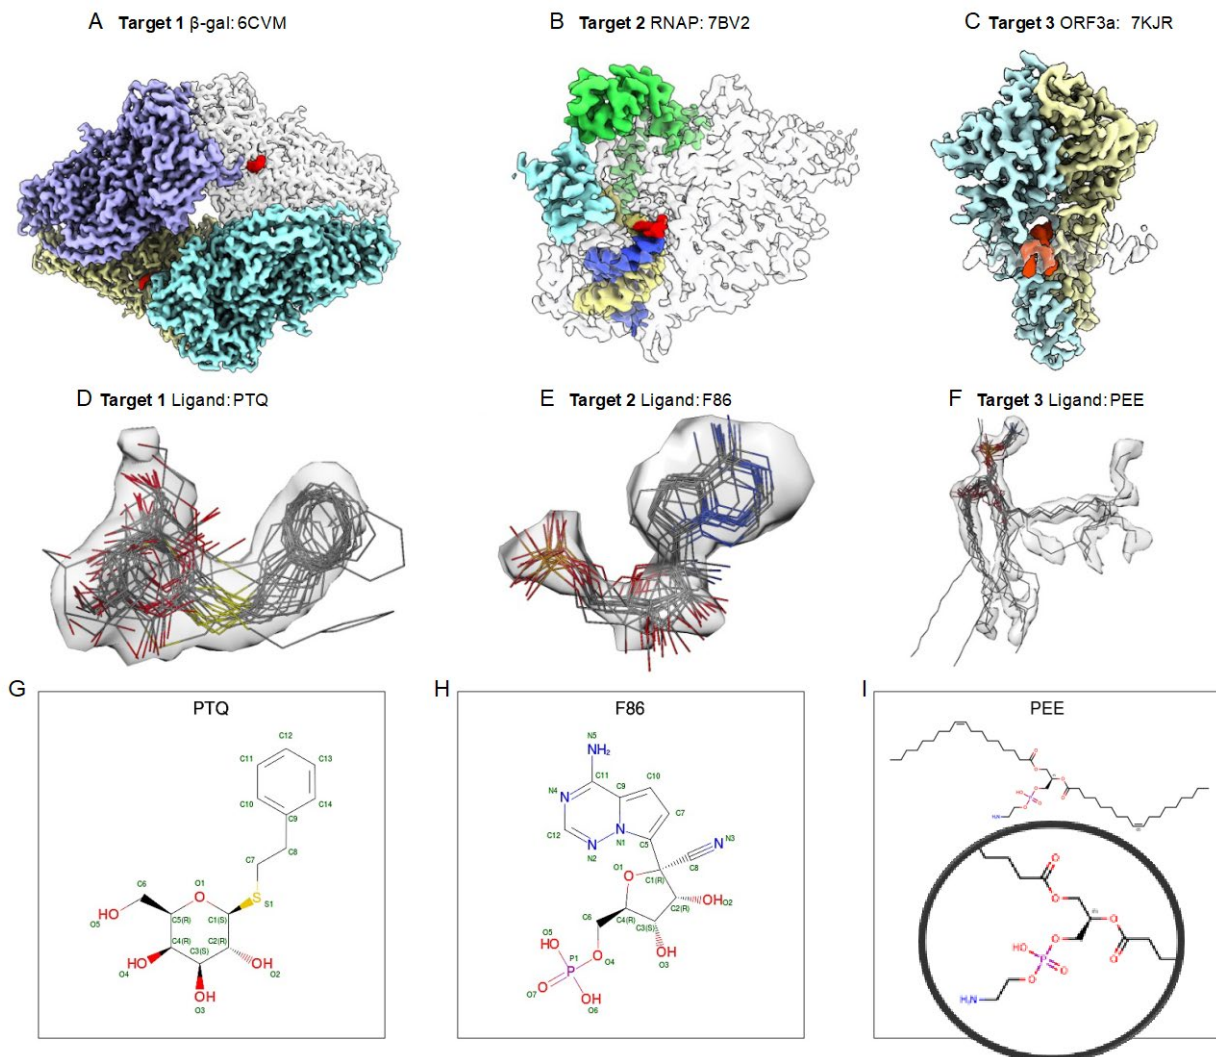 A Target 1 β-gal: 6CVM
B Target 2 RNAP: 7BV2
C Target 3 ORF3a: 7KJR
D Target 1 Ligand: PTQ
E Target 2 Ligand: F86
F Target 3 Ligand: PEE
G
PTQ
C12
C11
C13
C10
C14
C9
C7
C8
C6
O1
S1
HO
O
S
O5
C5(R)
C1(S)
C4(R)
C2(R)
C3(S)
HO
OH
O4
O2
OH
O3
H
F86
N5
NH₂
C11
C10
N4
N
C9
C7
N
N
C12
N2
N1
C5
N3
N
C8
O1
O
C1(R)
OH
O2
C6
C4(R)
C2(R)
C3(S)
O5
HO
O
OH
P1
P
O4
O3
O
O7
OH
O6
I
PEE
O
O
O
O
HO
P
O
O
O
H₂N
O
O
(R)
O
O
HO
P
O
O
O
O
H₂N